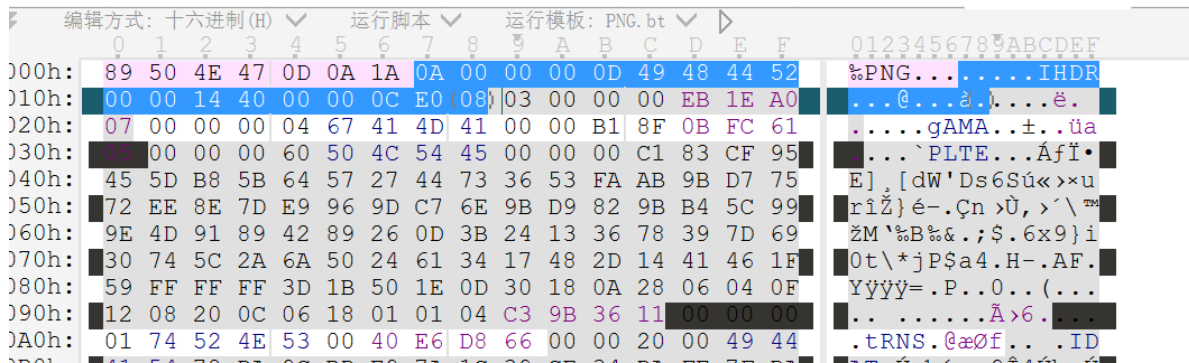 编辑方式: 十六进制(H) 运行脚本 运行模板: PNG.bt
0 1 2 3 4 5 6 7 8 9 A B C D E F 0123456789ABCDEF
000h: 89 50 4E 47 0D 0A 1A 0A 00 00 00 0D 49 48 44 52 ‰PNG........IHDR
010h: 00 00 14 40 00 00 0C E0 (08) 03 00 00 00 EB 1E A0 ...@...à.)....ë.
020h: 07 00 00 00 04 67 41 4D 41 00 00 B1 8F 0B FC 61 .....gAMA..±..üa
030h: 05 00 00 00 60 50 4C 54 45 00 00 00 C1 83 CF 95 ....`PLTE...ÁƒÏ•
040h: 45 5D B8 5B 64 57 27 44 73 36 53 FA AB 9B D7 75 E]¸[dW'Ds6Sú«›×u
050h: 72 EE 8E 7D E9 96 9D C7 6E 9B D9 82 9B B4 5C 99 rîŽ}é–.Çn›Ù‚›´\™
060h: 9E 4D 91 89 42 89 26 0D 3B 24 13 36 78 39 7D 69 žM‘‰B‰&.;$.6x9}i
070h: 30 74 5C 2A 6A 50 24 61 34 17 48 2D 14 41 46 1F 0t\*jP$a4.H-.AF.
080h: 59 FF FF FF 3D 1B 50 1E 0D 30 18 0A 28 06 04 0F Yÿÿÿ=.P..0..(...
090h: 12 08 20 0C 06 18 01 01 04 C3 9B 36 11 00 00 00 .. ......Ã›6....
0A0h: 01 74 52 4E 53 00 40 E6 D8 66 00 00 20 00 49 44 .tRNS.@æØf.. .ID